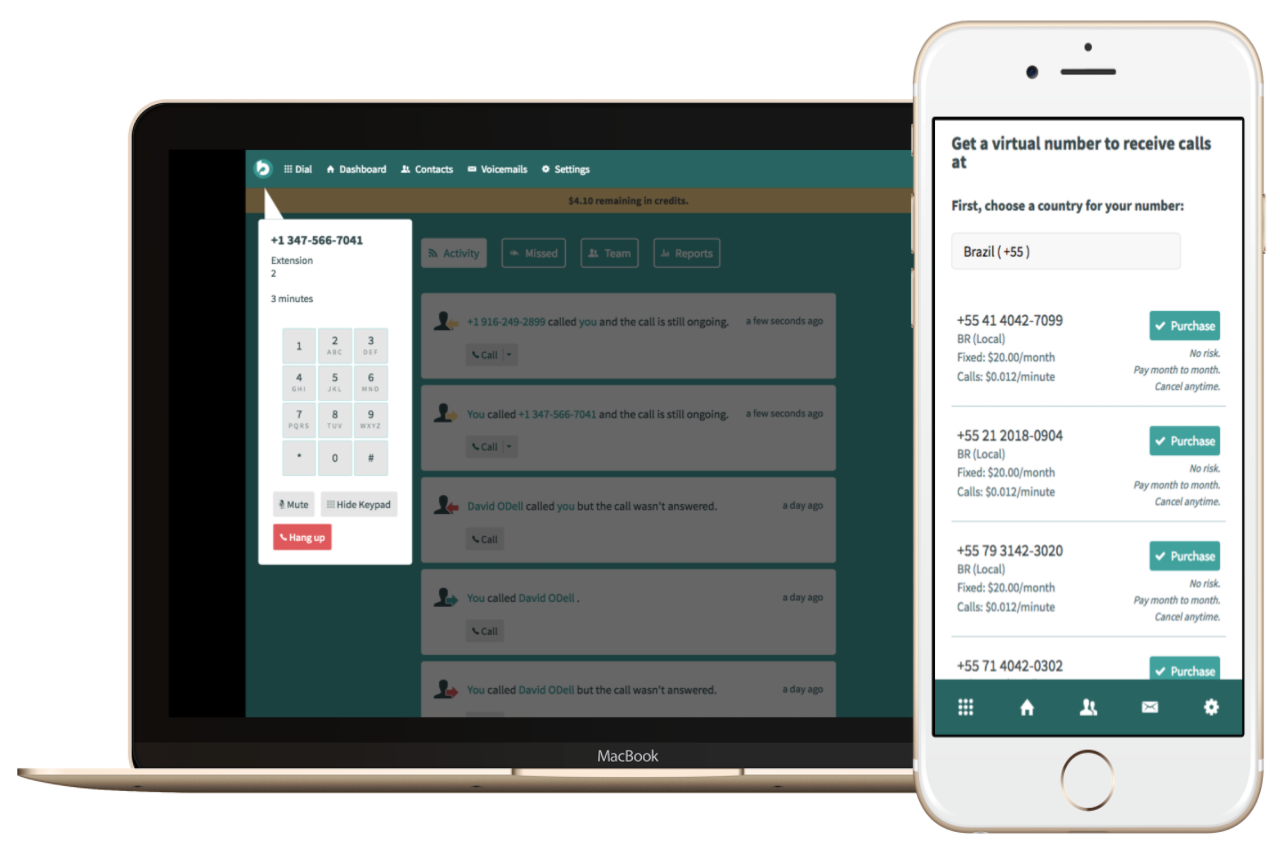 Dial Dashboard Contacts Voicemails Settings
$4.10 remaining in credits.
+1 347-566-7041
Extension
2
3 minutes
1 2 3
ABC DEF
4 5 6
GHI JKL MNO
7 8 9
PQRS TUV WXYZ
* 0 #
Mute Hide Keypad
Hang up
Activity Missed Team Reports
+1 916-249-2899 called you and the call is still ongoing. a few seconds ago
Call
You called +1 347-566-7041 and the call is still ongoing. a few seconds ago
Call
David ODell called you but the call wasn't answered. a day ago
Call
You called David ODell . a day ago
Call
You called David ODell but the call wasn't answered. a day ago
MacBook
Get a virtual number to receive calls
at
First, choose a country for your number:
Brazil ( +55 )
+55 41 4042-7099
BR (Local)
Fixed: $20.00/month
Calls: $0.012/minute
Purchase
No risk.
Pay month to month.
Cancel anytime.
+55 21 2018-0904
BR (Local)
Fixed: $20.00/month
Calls: $0.012/minute
Purchase
No risk.
Pay month to month.
Cancel anytime.
+55 79 3142-3020
BR (Local)
Fixed: $20.00/month
Calls: $0.012/minute
Purchase
No risk.
Pay month to month.
Cancel anytime.
+55 71 4042-0302
Purchase